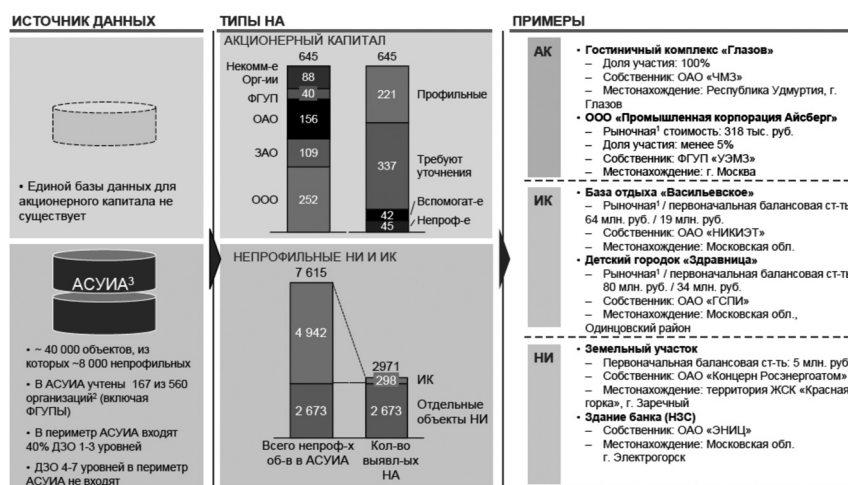 ИСТОЧНИК ДАННЫХ
• Единой базы данных для
акционерного капитала не
существует
АСУИА³
• ~ 40 000 объектов, из
которых ~8 000 непрофильных
• В АСУИА учтены 167 из 560
организаций² (включая
ФГУПы)
• В периметр АСУИА входят
40% ДЗО 1-3 уровней
• ДЗО 4-7 уровней в периметр
АСУИА не входят
ТИПЫ НА
АКЦИОНЕРНЫЙ КАПИТАЛ
645
645
Некомм-е
Орг-ии
88
ФГУП
40
ОАО
156
ЗАО
109
ООО
252
221
Профильные
337
Требуют
уточнения
Вспомогат-е
42
Непроф-е
45
НЕПРОФИЛЬНЫЕ НИ И ИК
7 615
4 942
2 673
2971
298
ИК
2 673
Отдельные
объекты НИ
Всего непроф-х
об-в в АСУИА
Кол-во
выявл-ых
НА
ПРИМЕРЫ
АК
• Гостиничный комплекс «Глазов»
– Доля участия: 100%
– Собственник: ОАО «ЧМЗ»
– Местонахождение: Республика Удмуртия, г.
Глазов
• ООО «Промышленная корпорация Айсберг»
– Рыночная¹ стоимость: 318 тыс. руб.
– Доля участия: менее 5%
– Собственник: ФГУП «УЭМЗ»
– Местонахождение: г. Москва
ИК
• База отдыха «Васильевское»
– Рыночная¹ / первоначальная балансовая ст-ть
64 млн. руб. / 19 млн. руб.
– Собственник: ОАО «НИКИЭТ»
– Местонахождение: Московская обл.
• Детский городок «Здравница»
– Рыночная¹ / первоначальная балансовая ст-ть
80 млн. руб. / 34 млн. руб.
– Собственник: ОАО «ГСПИ»
– Местонахождение: Московская обл.,
Одинцовский район
НИ
• Земельный участок
– Первоначальная балансовая ст-ть: 5 млн. руб
– Собственник: ОАО «Концерн Росэнергоатом»
– Местонахождение: территория ЖСК «Красная
горка», г. Заречный
• Здание банка (НЗС)
– Собственник: ОАО «ЭНИЦ»
– Местонахождение: Московская обл.
г. Электрогорск